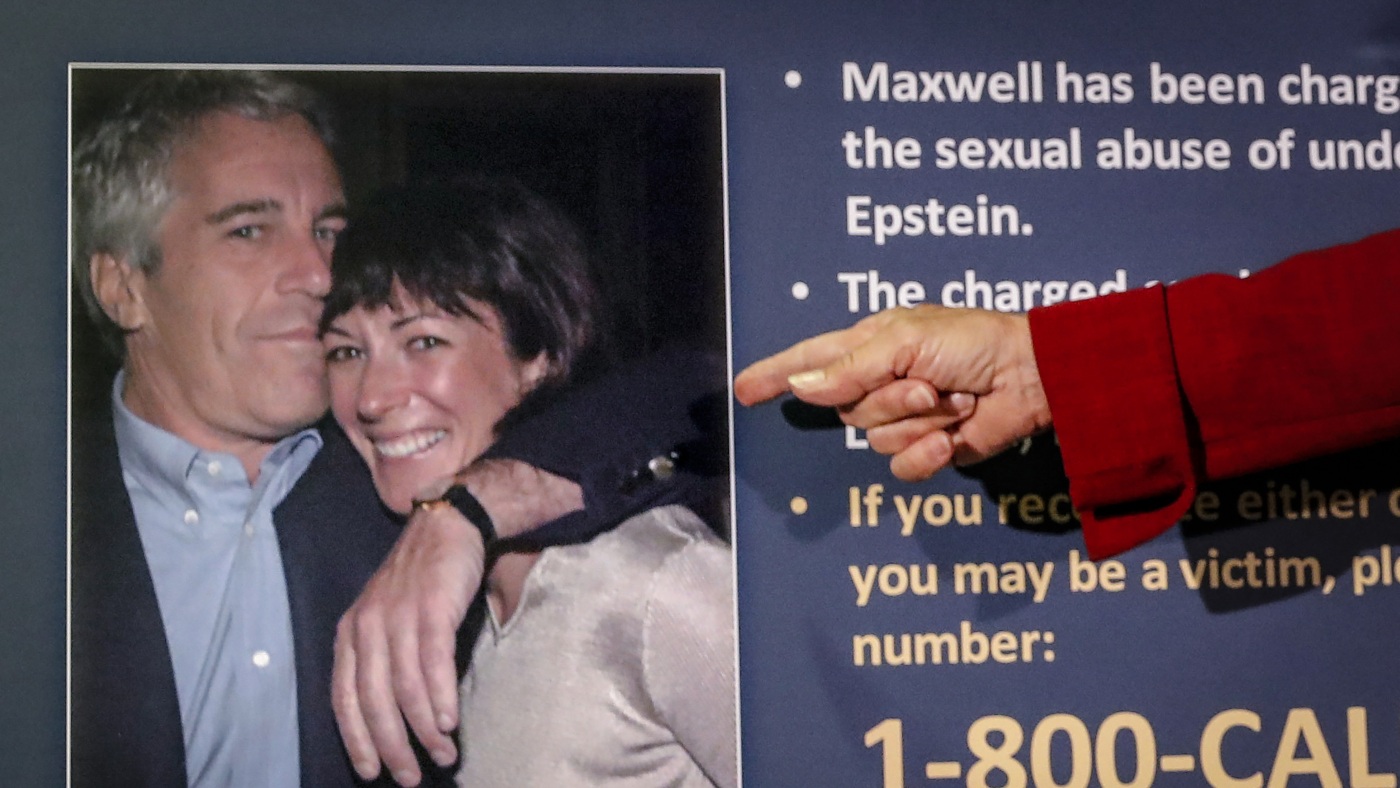 • Maxwell has been charg
the sexual abuse of und
Epstein.
• The charged
• If you either
you may be a victim, pl
number:
1-800-CAL